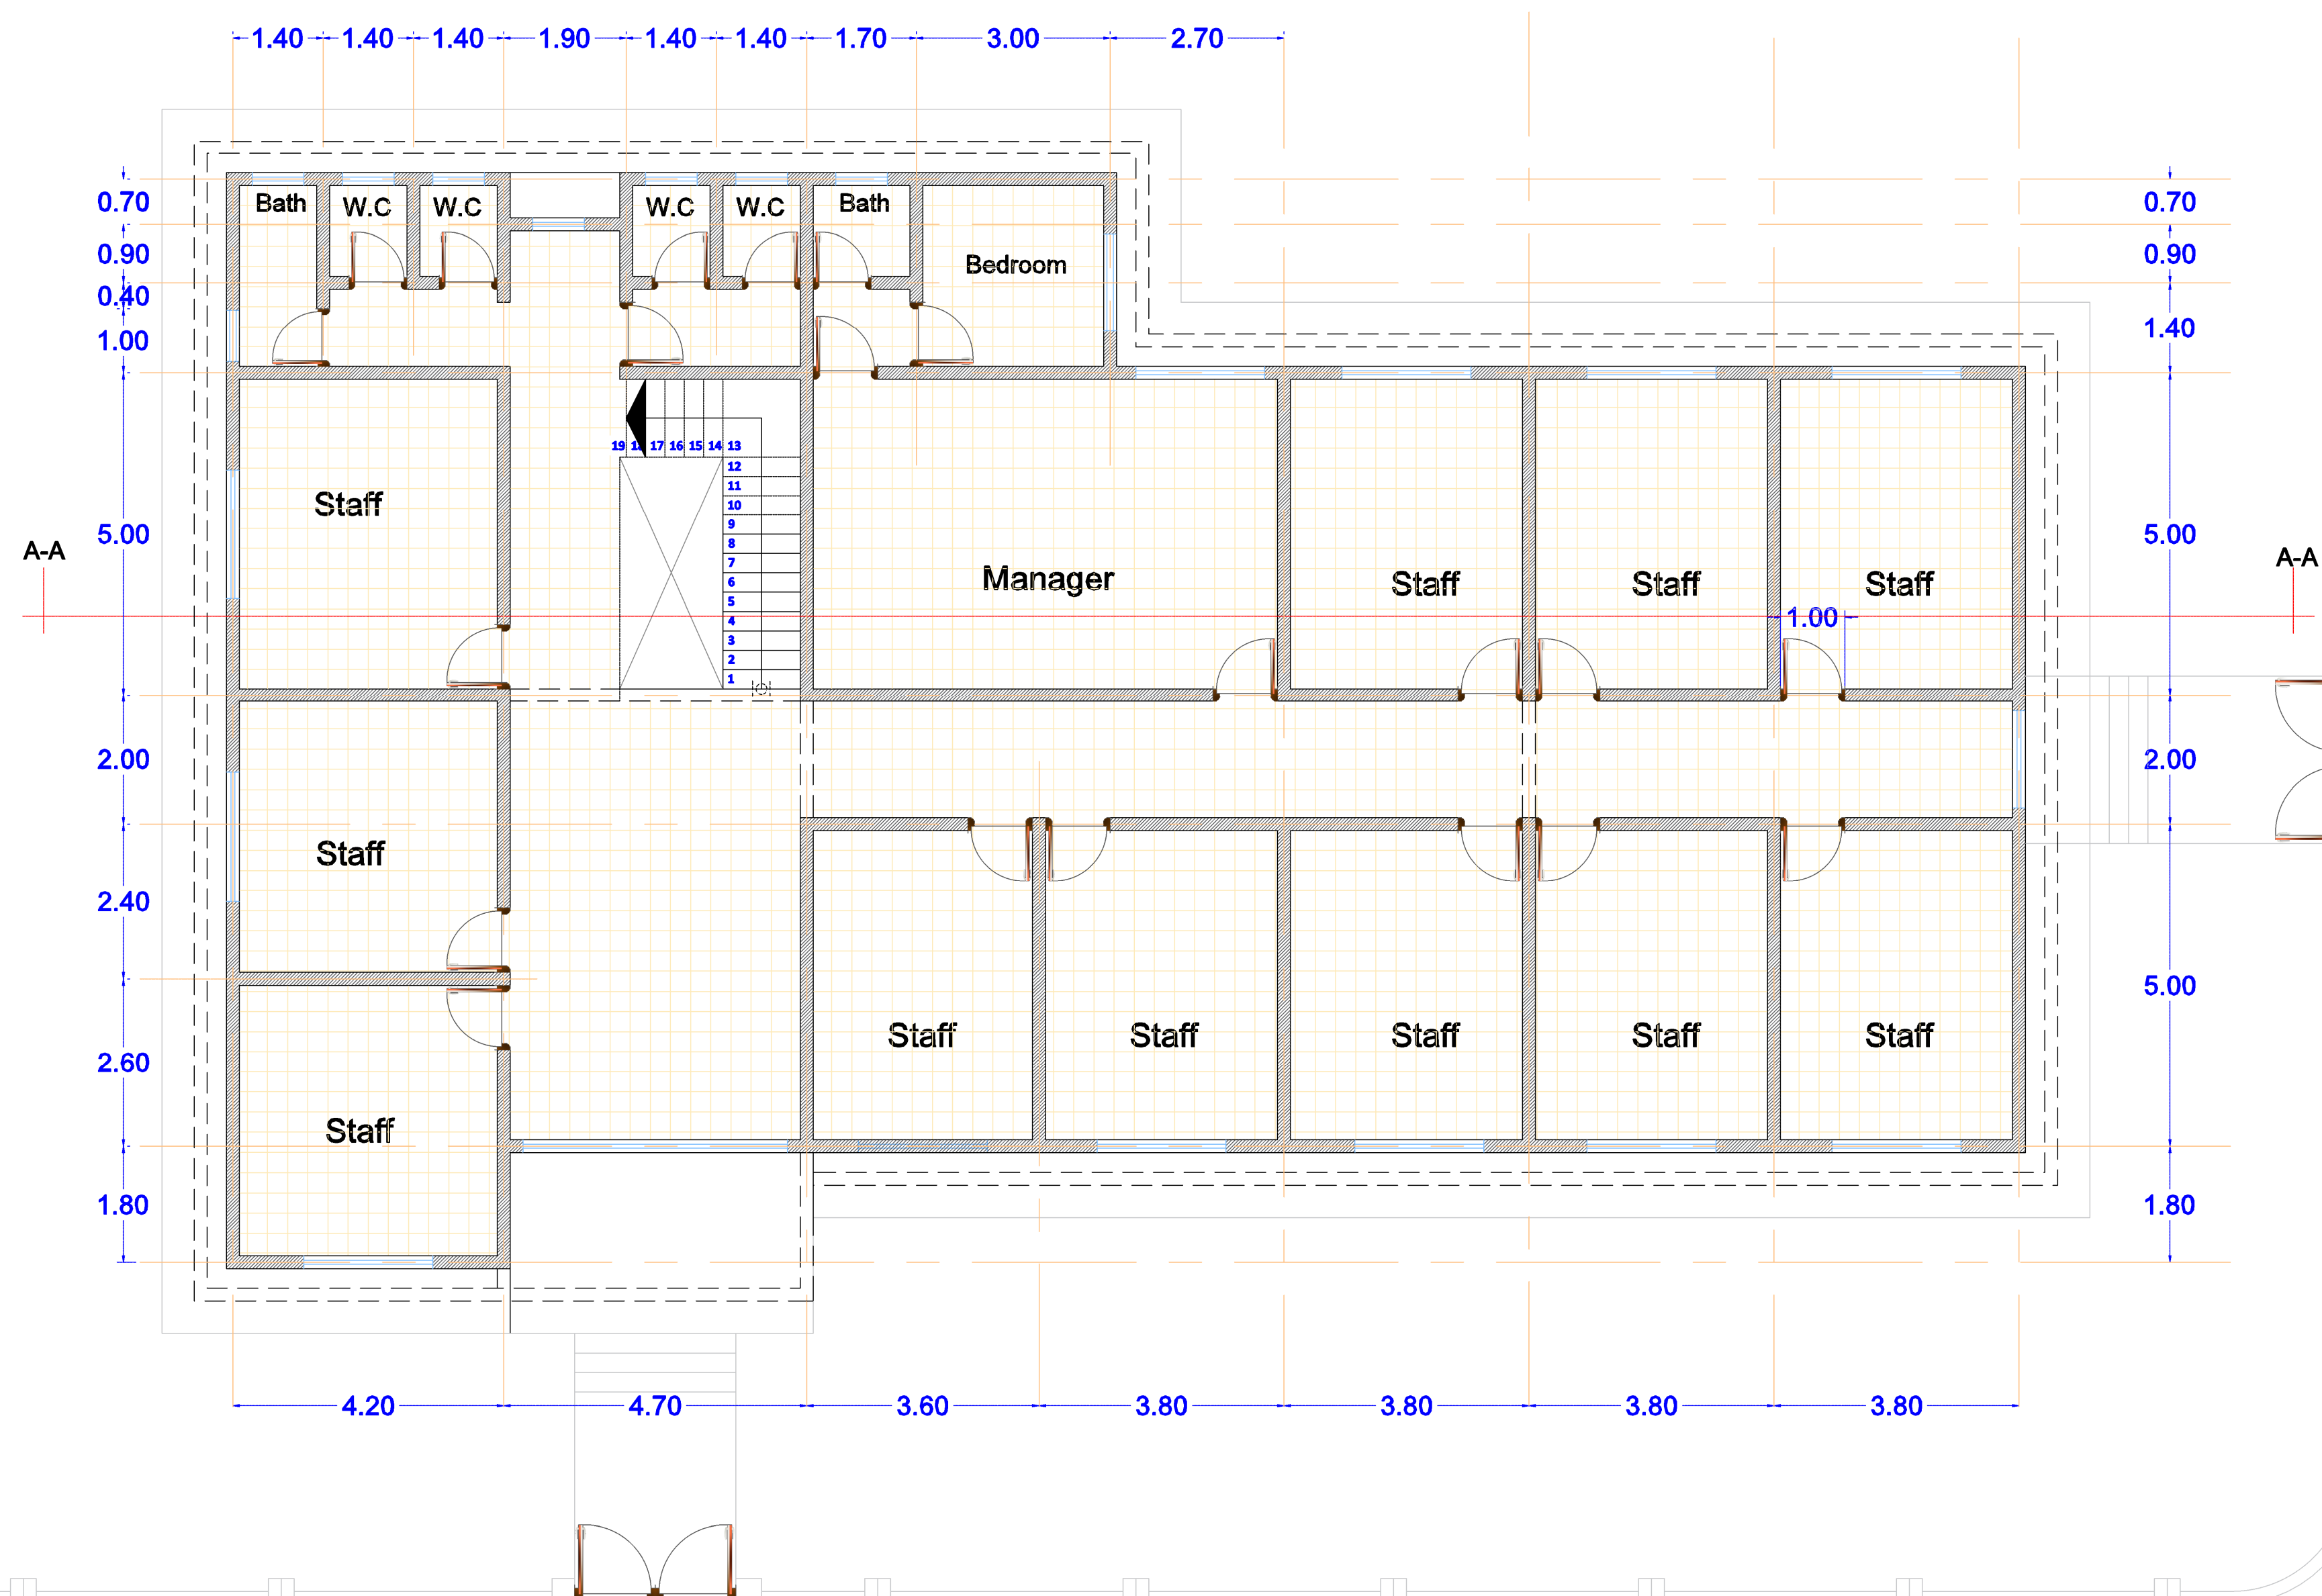 1.40 1.40 1.40 1.90 1.40 1.40 1.70 3.00 2.70
0.70 Bath W.C W.C W.C W.C Bath 0.70
0.90 Bedroom 0.90
0.40
1.00 1.40
19 18 17 16 15 14 13
12
11
10
9
8
7
6
5
4
3
2
1
Staff
5.00 5.00
A-A A-A
Manager Staff Staff Staff
1.00
2.00 2.00
Staff
2.40
5.00
Staff Staff Staff Staff Staff
2.60
Staff
1.80 1.80
4.20 4.70 3.60 3.80 3.80 3.80 3.80